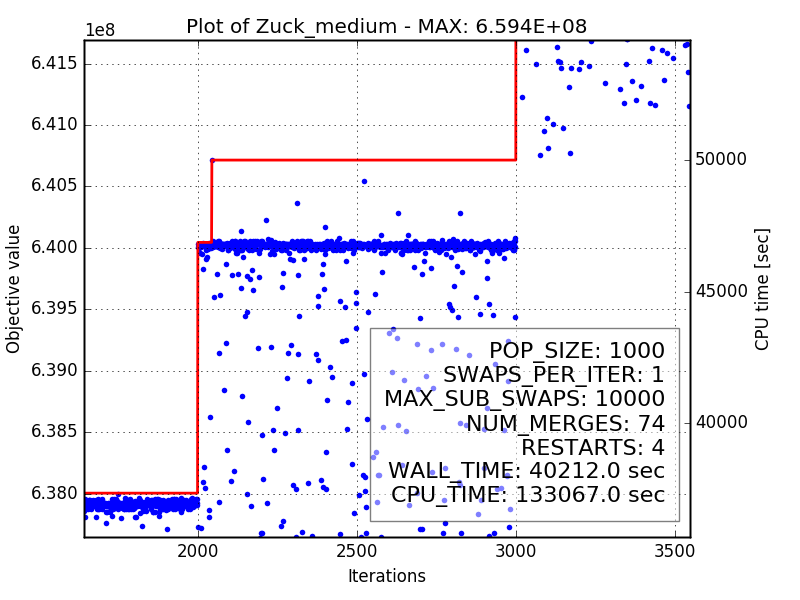 Plot of Zuck_medium - MAX: 6.594E+08
1e8
6.415
6.410
6.405
6.400
6.395
6.390
6.385
6.380
Objective value
50000
45000
40000
CPU time [sec]
POP_SIZE: 1000
SWAPS_PER_ITER: 1
MAX_SUB_SWAPS: 10000
NUM_MERGES: 74
RESTARTS: 4
WALL_TIME: 40212.0 sec
CPU_TIME: 133067.0 sec
2000 2500 3000 3500
Iterations